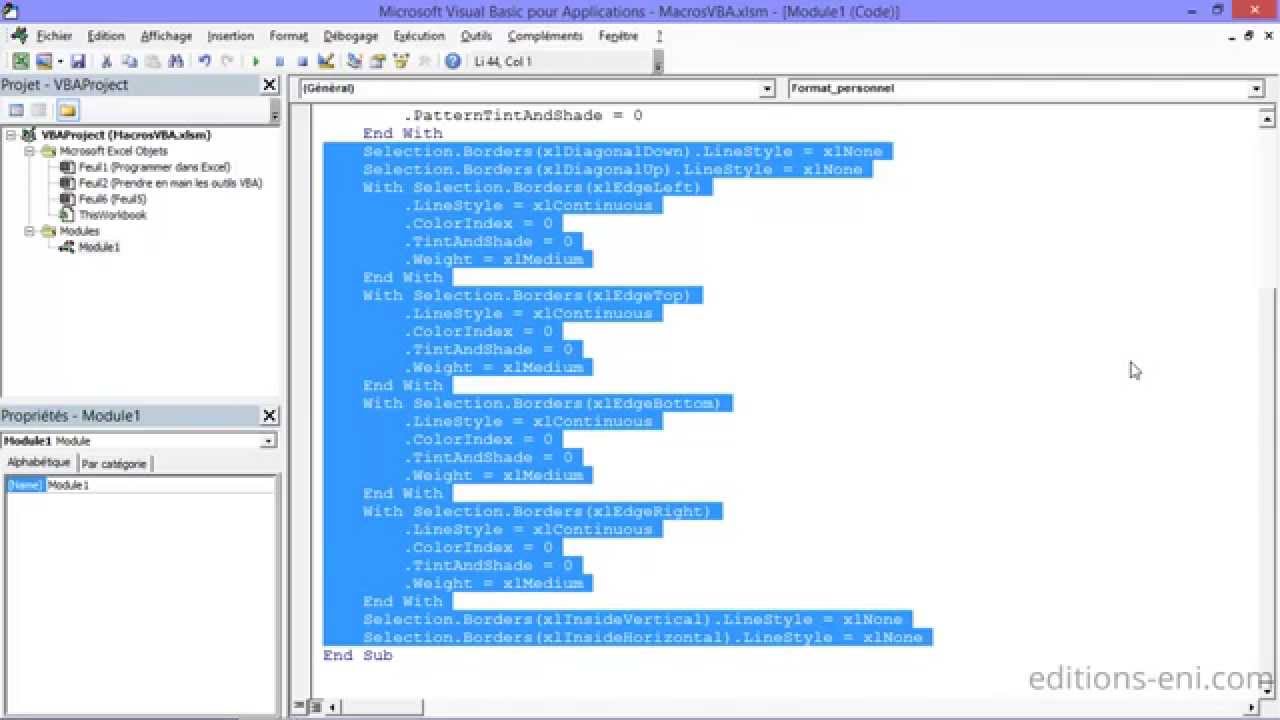 Microsoft Visual Basic pour Applications - MacrosVBA.xlsm - [Module1 (Code)]
Fichier Edition Affichage Insertion Format Débogage Exécution Outils Compléments Fenêtre ?
Li 44, Col 1
Projet - VBAProject
VBAProject (MacrosVBA.xlsm)
Microsoft Excel Objets
Feuil1 (Programmer dans Excel)
Feuil2 (Prendre en main les outils VBA)
Feuil6 (Feuil5)
ThisWorkbook
Modules
Module1
Propriétés - Module1
Module1 Module
Alphabétique Par catégorie
(Name) Module1
(Général) Format_personnel
.PatternTintAndShade = 0
End With
Selection.Borders(xlDiagonalDown).LineStyle = xlNone
Selection.Borders(xlDiagonalUp).LineStyle = xlNone
With Selection.Borders(xlEdgeLeft)
.LineStyle = xlContinuous
.ColorIndex = 0
.TintAndShade = 0
.Weight = xlMedium
End With
With Selection.Borders(xlEdgeTop)
.LineStyle = xlContinuous
.ColorIndex = 0
.TintAndShade = 0
.Weight = xlMedium
End With
With Selection.Borders(xlEdgeBottom)
.LineStyle = xlContinuous
.ColorIndex = 0
.TintAndShade = 0
.Weight = xlMedium
End With
With Selection.Borders(xlEdgeRight)
.LineStyle = xlContinuous
.ColorIndex = 0
.TintAndShade = 0
.Weight = xlMedium
End With
Selection.Borders(xlInsideVertical).LineStyle = xlNone
Selection.Borders(xlInsideHorizontal).LineStyle = xlNone
End Sub
editions-eni.com